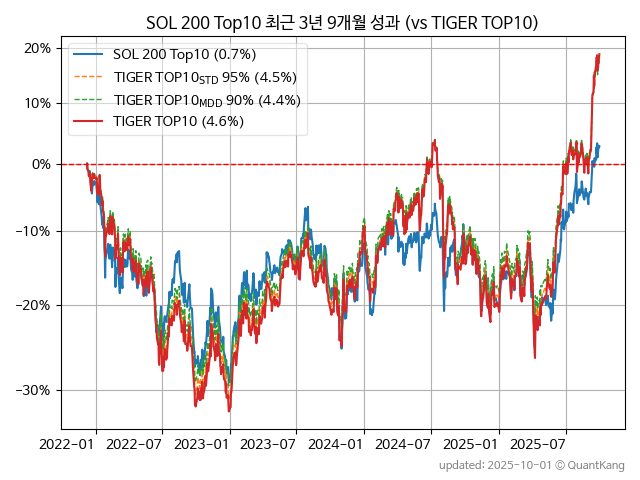 SOL 200 Top10 최근 3년 9개월 성과 (vs TIGER TOP10)
SOL 200 Top10 (0.7%)
TIGER TOP10STD 95% (4.5%)
TIGER TOP10MDD 90% (4.4%)
TIGER TOP10 (4.6%)
20%
10%
0%
−10%
−20%
−30%
2022-01 2022-07 2023-01 2023-07 2024-01 2024-07 2025-01 2025-07
updated: 2025-10-01 © QuantKang